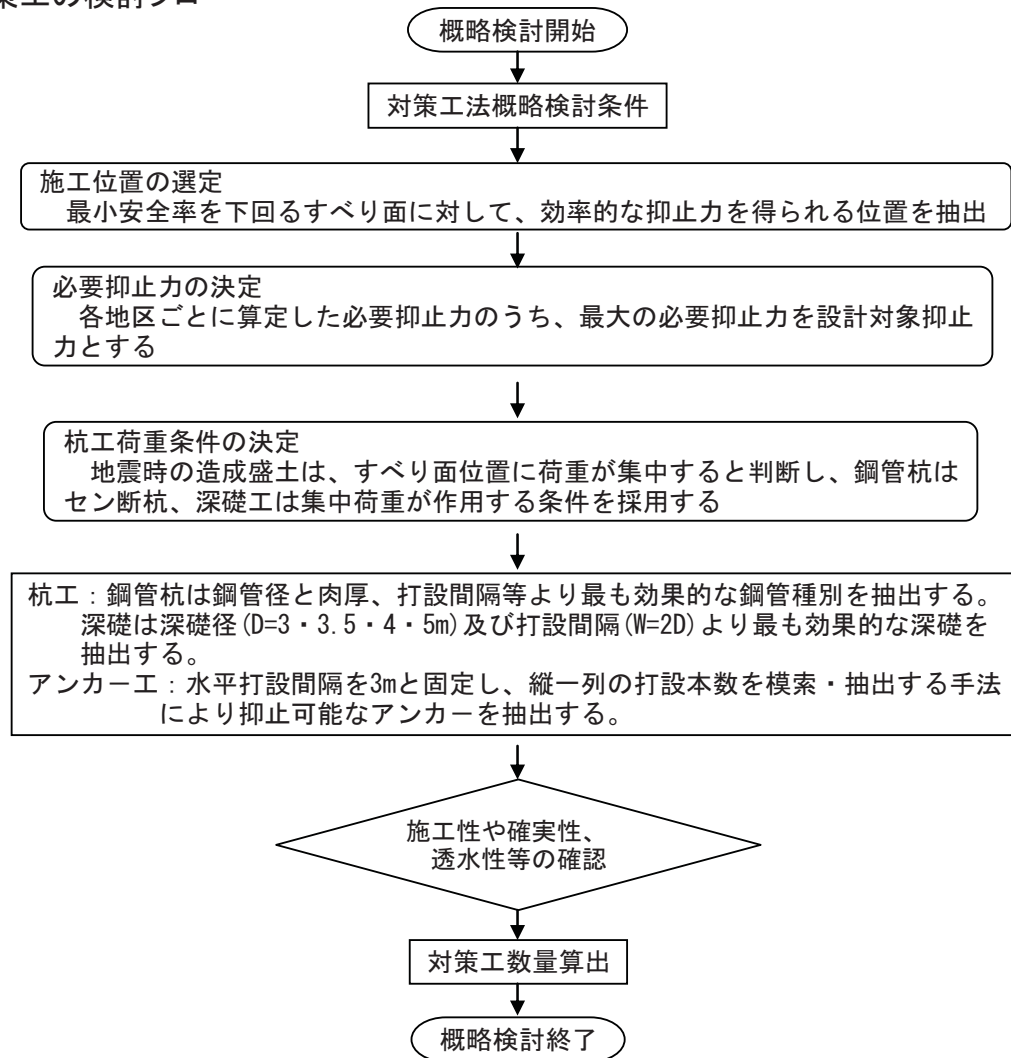 策工の検討フロー
概略検討開始
対策工法概略検討条件
施工位置の選定
最小安全率を下回るすべり面に対して、効率的な抑止力を得られる位置を抽出
必要抑止力の決定
各地区ごとに算定した必要抑止力のうち、最大の必要抑止力を設計対象抑止
力とする
杭工荷重条件の決定
地震時の造成盛土は、すべり面位置に荷重が集中すると判断し、鋼管杭は
セン断杭、深礎工は集中荷重が作用する条件を採用する
杭工：鋼管杭は鋼管径と肉厚、打設間隔等より最も効果的な鋼管種別を抽出する。
深礎は深礎径(D=3・3.5・4・5m)及び打設間隔(W=2D)より最も効果的な深礎を
抽出する。
アンカー工：水平打設間隔を3mと固定し、縦一列の打設本数を模索・抽出する手法
により抑止可能なアンカーを抽出する。
施工性や確実性、
透水性等の確認
対策工数量算出
概略検討終了